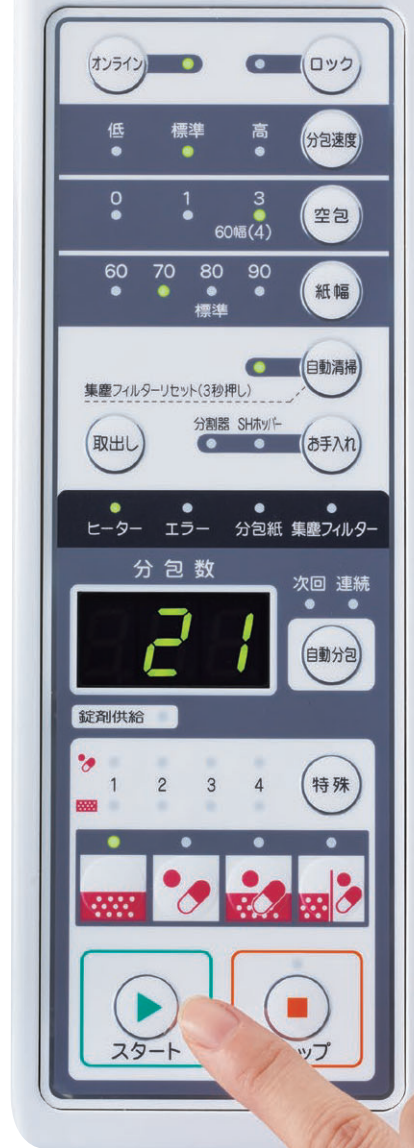 オンライン ロック
低 標準 高 分包速度
0 1 3 空包
60幅(4)
60 70 80 90 紙幅
標準
自動清掃
集塵フィルターリセット(3秒押し)
分割器 SHホッパー
取出し お手入れ
ヒーター エラー 分包紙 集塵フィルター
分包数
次回 連続
21
自動分包
錠剤供給
1 2 3 4 特殊
スタート ップ